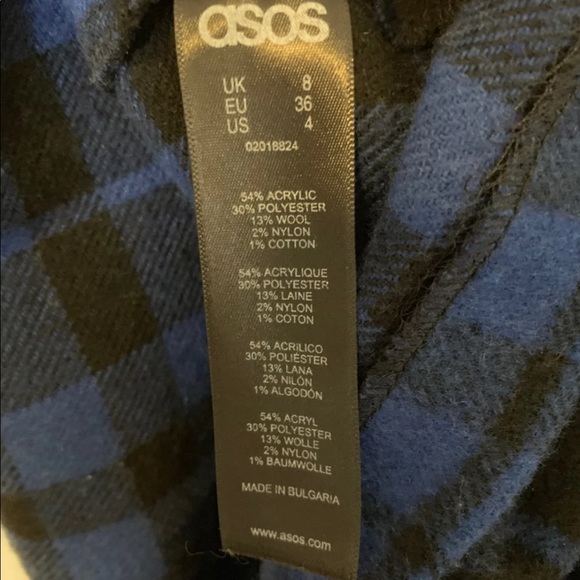 asos
UK 8
EU 36
US 4
02018824
54% ACRYLIC
30% POLYESTER
13% WOOL
2% NYLON
1% COTTON
54% ACRYLIQUE
30% POLYESTER
13% LAINE
2% NYLON
1% COTON
54% ACRILICO
30% POLIÉSTER
13% LANA
2% NILÓN
1% ALGODÓN
54% ACRYL
30% POLYESTER
13% WOLLE
2% NYLON
1% BAUMWOLLE
MADE IN BULGARIA
www.asos.com